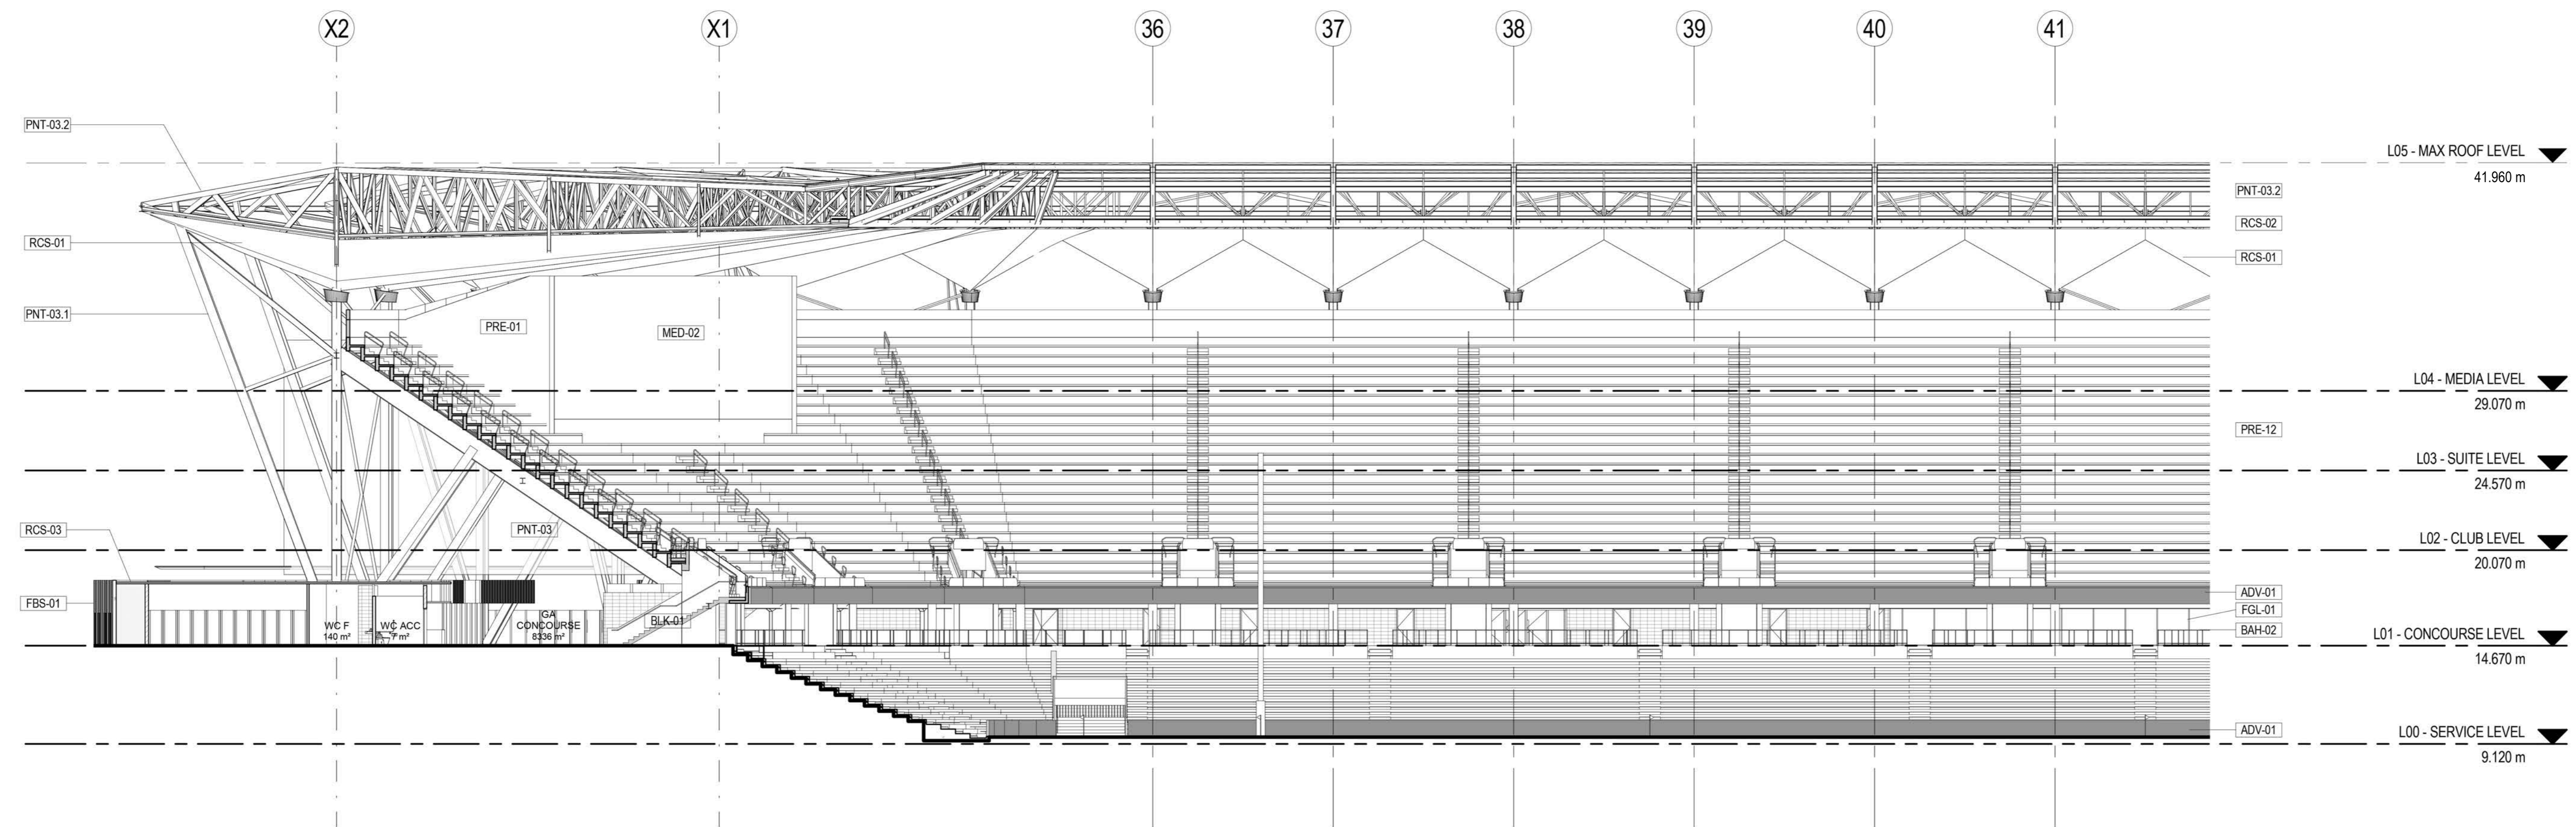 X2
X1
36
37
38
39
40
41
PNT-03.2
L05 - MAX ROOF LEVEL
41.960 m
PNT-03.2
RCS-02
RCS-01
RCS-01
PNT-03.1
PRE-01
MED-02
L04 - MEDIA LEVEL
29.070 m
PRE-12
L03 - SUITE LEVEL
24.570 m
RCS-03
PNT-03
L02 - CLUB LEVEL
20.070 m
ADV-01
FBS-01
FGL-01
WC F
140 m²
WC ACC
7 m²
GA
CONCOURSE
8336 m²
BLK-01
BAH-02
L01 - CONCOURSE LEVEL
14.670 m
ADV-01
L00 - SERVICE LEVEL
9.120 m